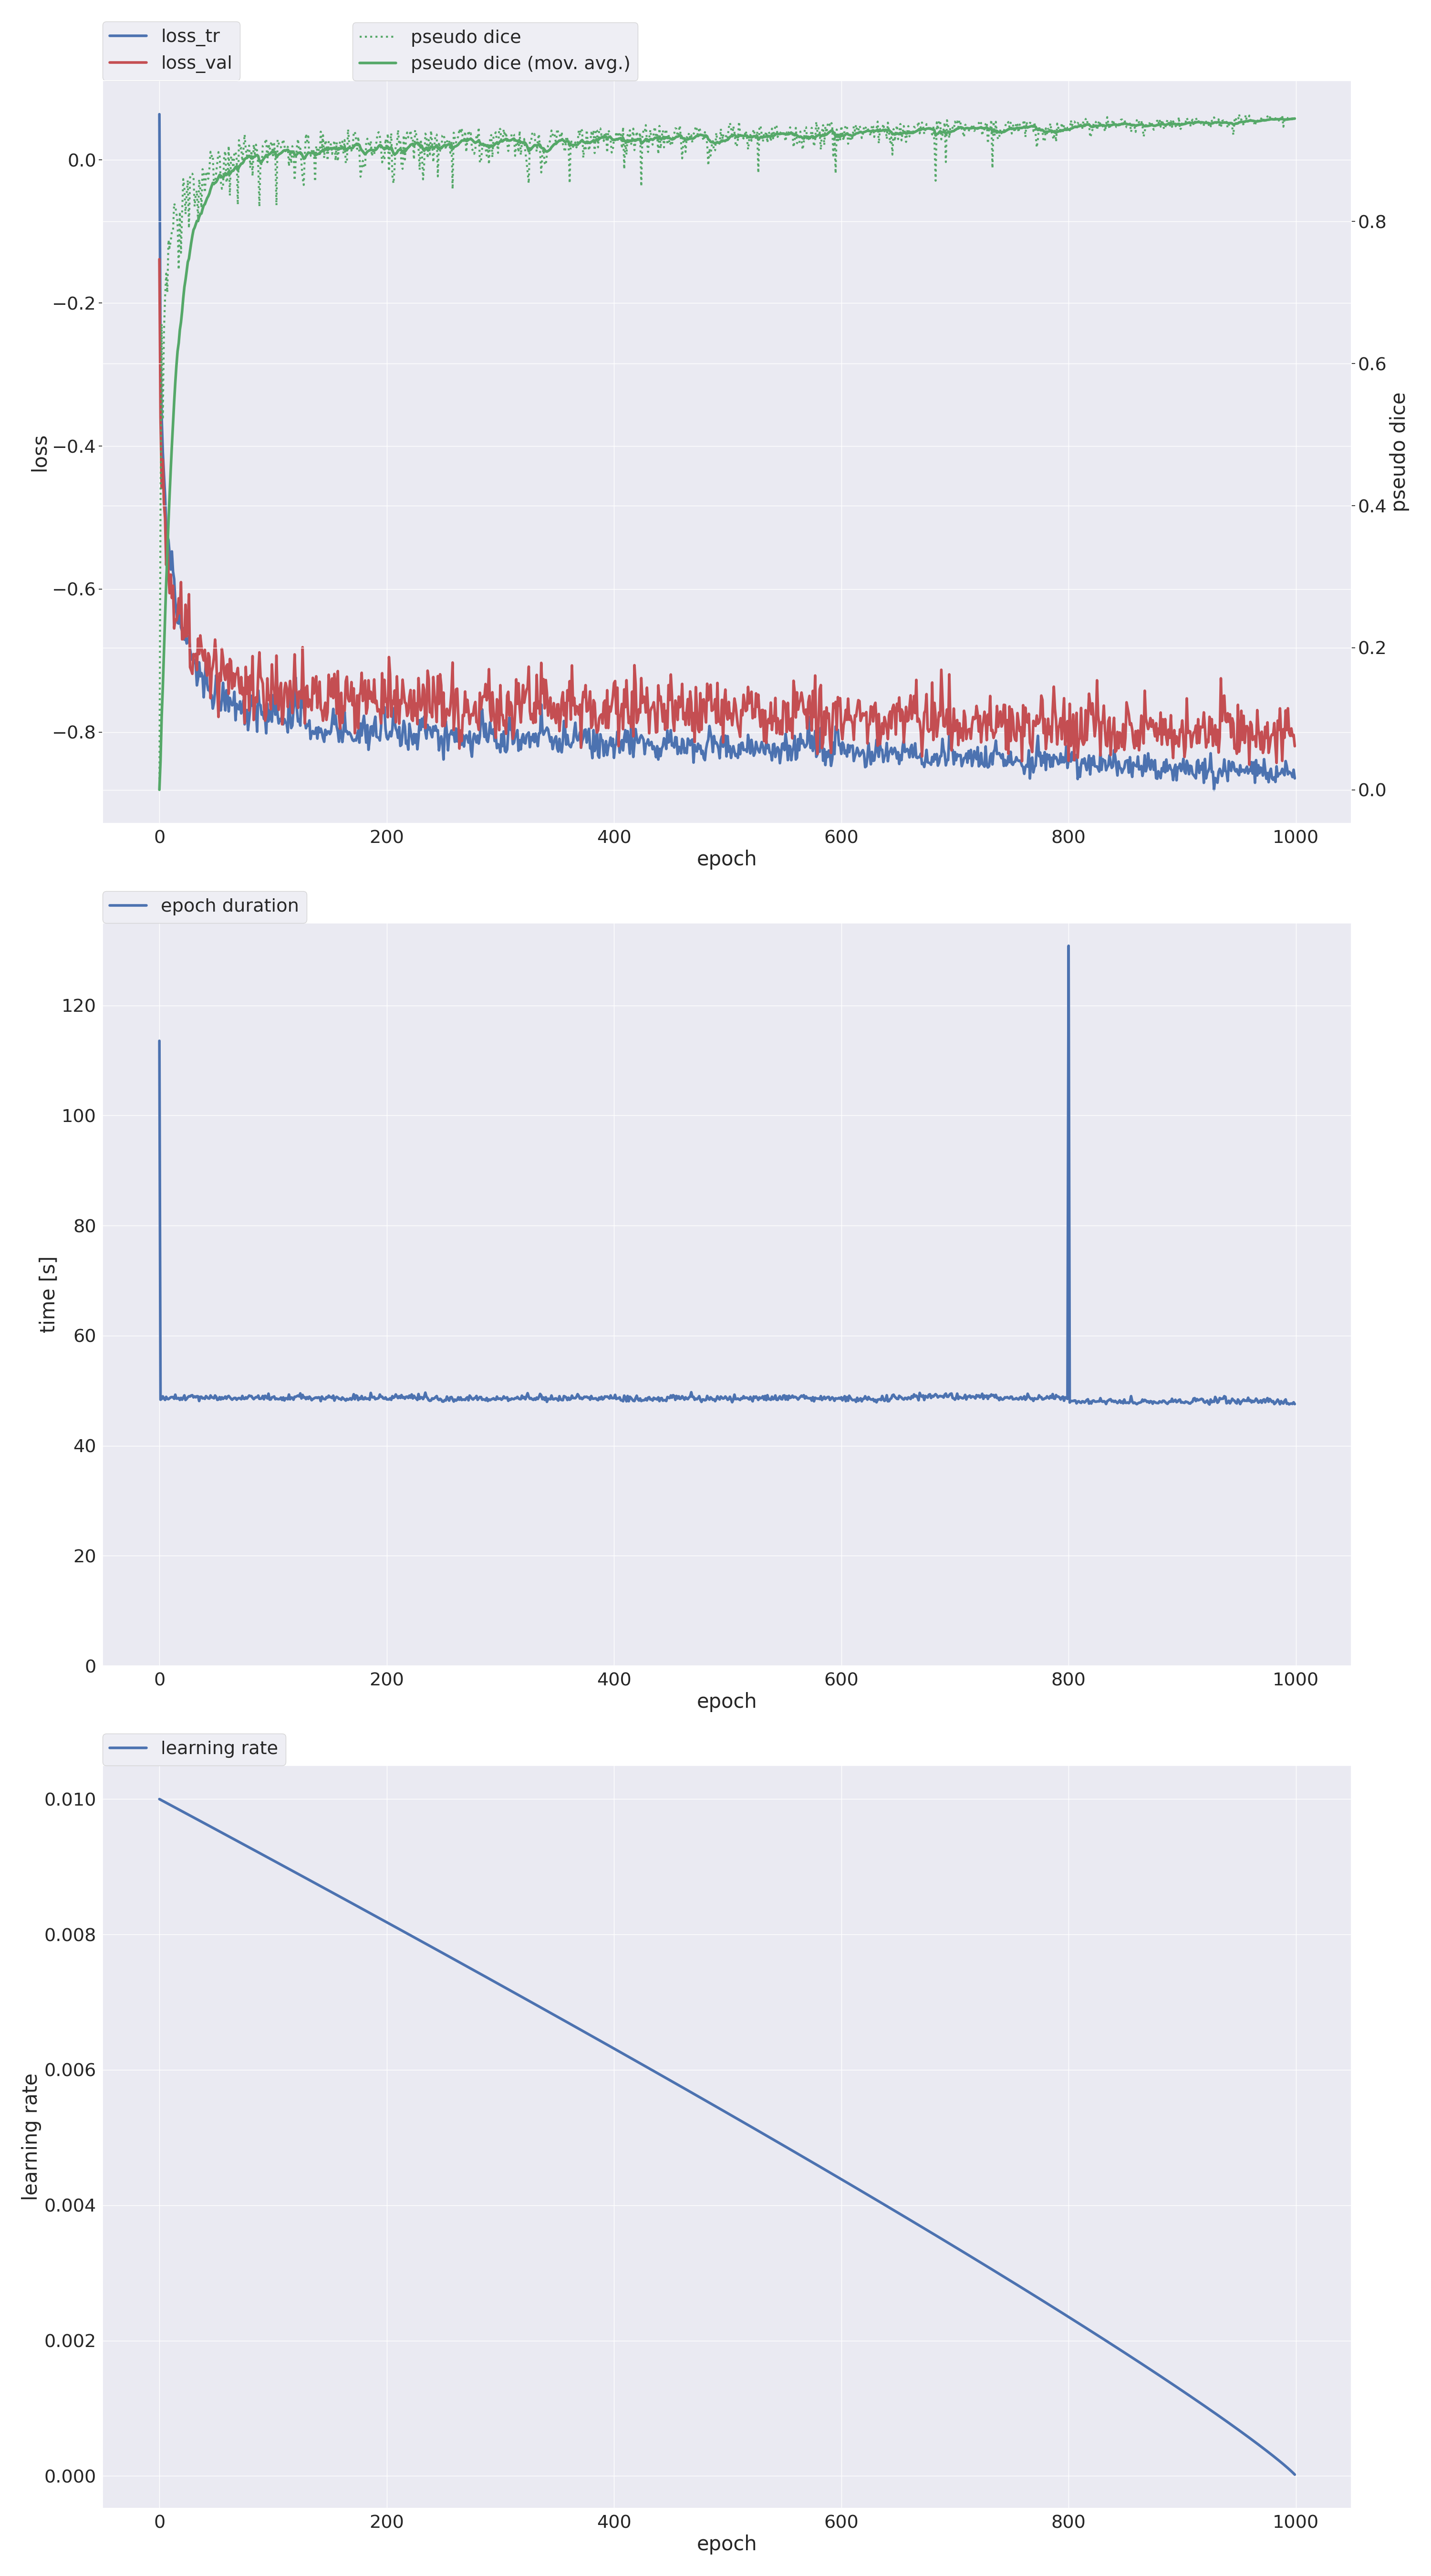 loss_tr
loss_val
pseudo dice
pseudo dice (mov. avg.)
0.0
−0.2
−0.4
−0.6
−0.8
loss
0.8
0.6
0.4
0.2
0.0
pseudo dice
0 200 400 600 800 1000
epoch
epoch duration
120
100
80
60
40
20
0
time [s]
0 200 400 600 800 1000
epoch
learning rate
0.010
0.008
0.006
0.004
0.002
0.000
learning rate
0 200 400 600 800 1000
epoch